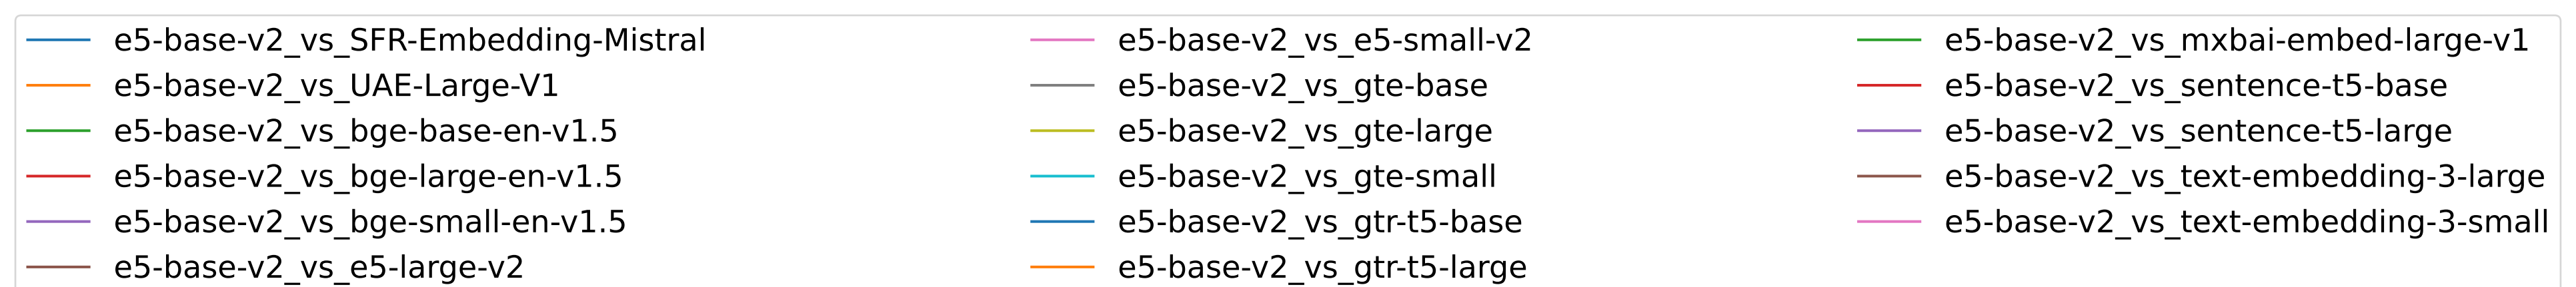 e5-base-v2_vs_SFR-Embedding-Mistral
e5-base-v2_vs_UAE-Large-V1
e5-base-v2_vs_bge-base-en-v1.5
e5-base-v2_vs_bge-large-en-v1.5
e5-base-v2_vs_bge-small-en-v1.5
e5-base-v2_vs_e5-large-v2
e5-base-v2_vs_e5-small-v2
e5-base-v2_vs_gte-base
e5-base-v2_vs_gte-large
e5-base-v2_vs_gte-small
e5-base-v2_vs_gtr-t5-base
e5-base-v2_vs_gtr-t5-large
e5-base-v2_vs_mxbai-embed-large-v1
e5-base-v2_vs_sentence-t5-base
e5-base-v2_vs_sentence-t5-large
e5-base-v2_vs_text-embedding-3-large
e5-base-v2_vs_text-embedding-3-small